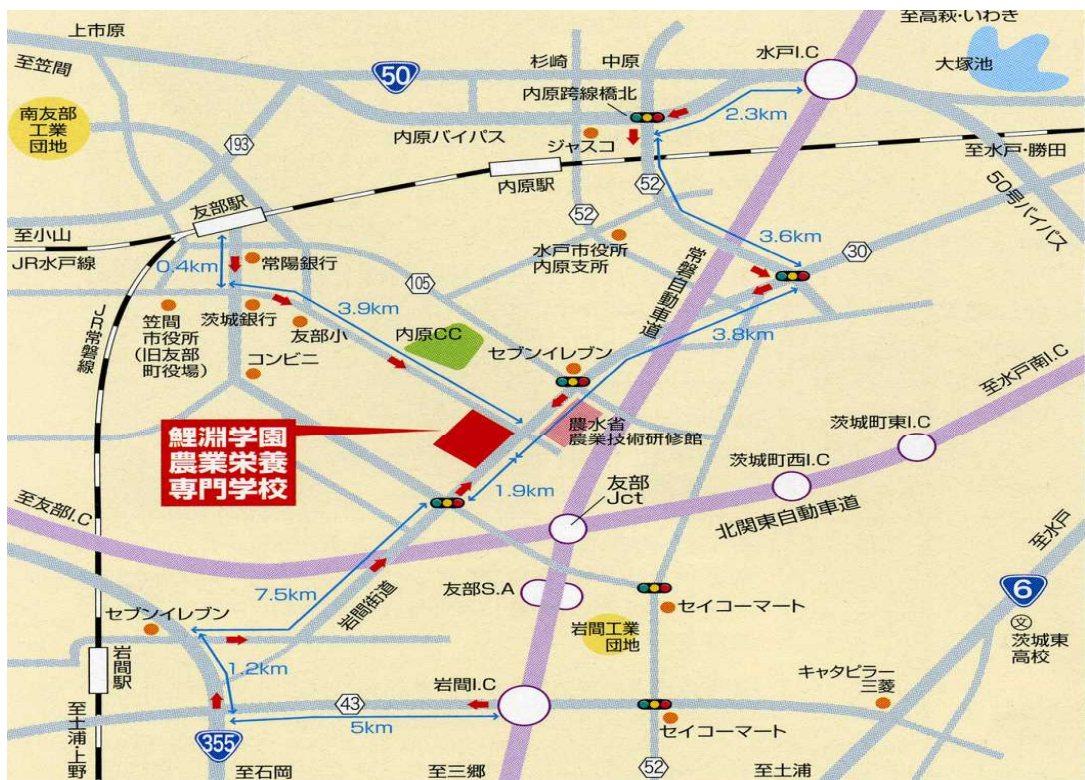 至高萩・いわき
上市原
水戸I.C
至笠間
50
杉崎
中原
大塚池
内原跨線橋北
南友部
工業
団地
2.3km
内原バイパス
ジャスコ
193
至水戸・勝田
内原駅
52
50号バイパス
友部駅
52
至小山
JR水戸線
0.4km
常陽銀行
水戸市役所
内原支所
3.6km
30
常磐自動車道
105
3.9km
JR常磐線
笠間
市役所
(旧友部
町役場)
茨城銀行
友部小
コンビニ
内原CC
3.8km
セブンイレブン
至水戸南I.C
鯉淵学園
農業栄養
専門学校
農水省
農業技術研修館
茨城町東I.C
茨城町西I.C
1.9km
友部
Jct
至友部I.C
北関東自動車道
至水戸
7.5km
岩間街道
友部S.A
6
セブンイレブン
セイコーマート
岩間工業
団地
文
茨城東
高校
岩間駅
1.2km
岩間I.C
キャタピラー
三菱
43
5km
至土浦・上野
355
セイコーマート
至石岡
至三郷
52
至土浦